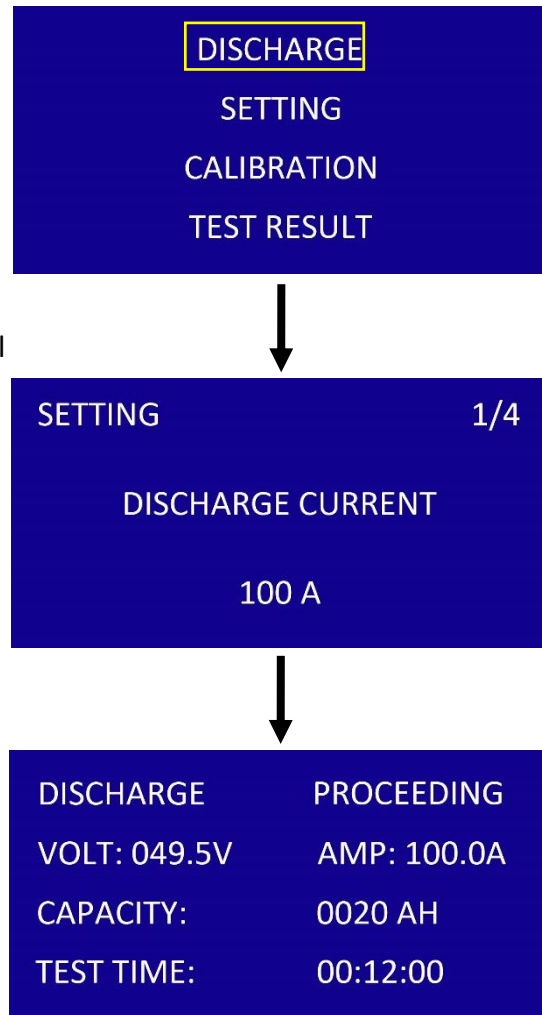 DISCHARGE
SETTING
CALIBRATION
TEST RESULT
SETTING 1/4
DISCHARGE CURRENT
100 A
DISCHARGE PROCEEDING
VOLT: 049.5V AMP: 100.0A
CAPACITY: 0020 AH
TEST TIME: 00:12:00